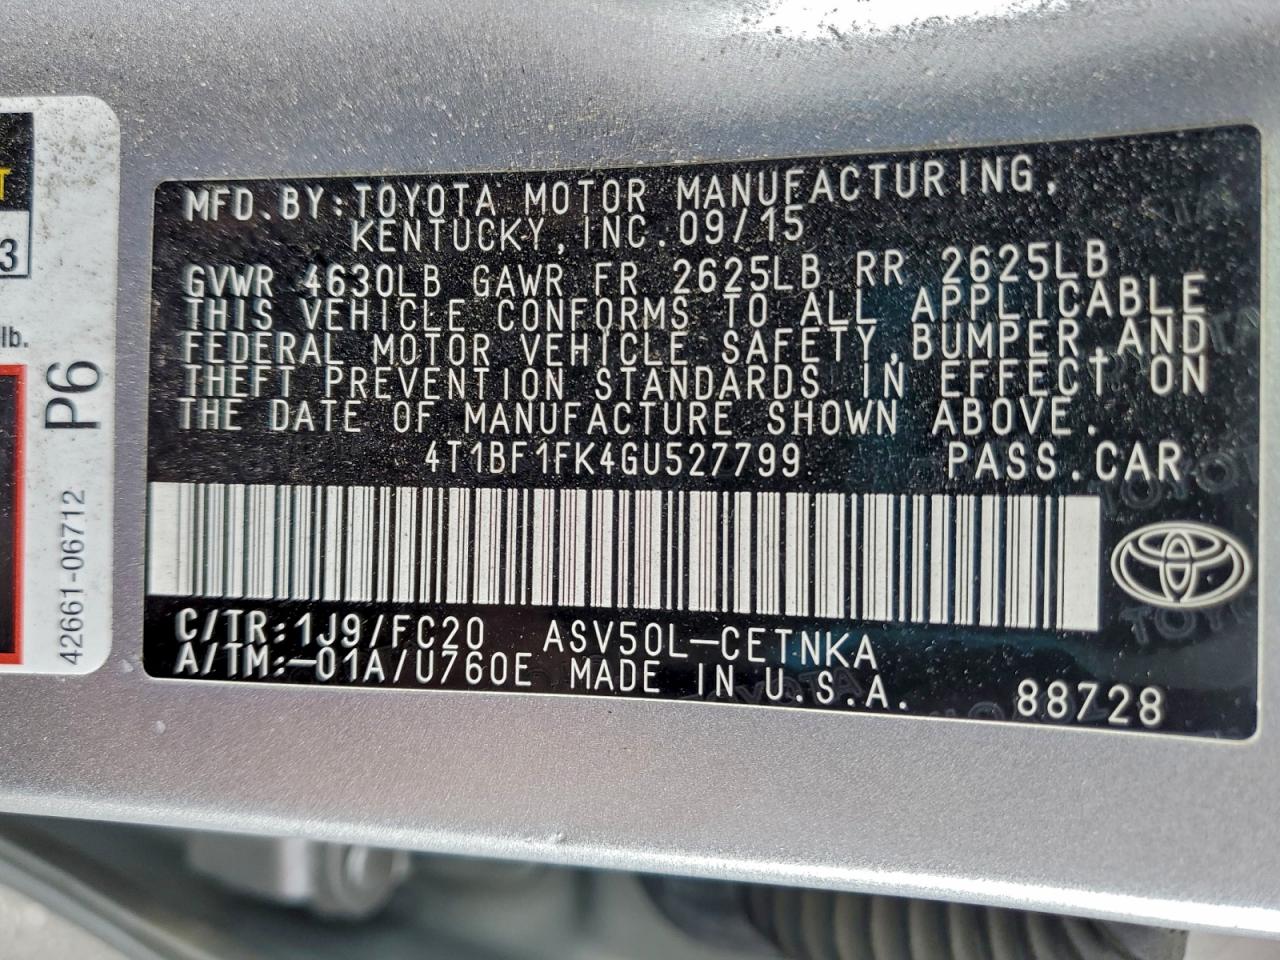 T
3
lb.
P6
42661-06712
MFD.BY:TOYOTA MOTOR MANUFACTURING,
KENTUCKY,INC.09/15
GVWR 4630LB GAWR FR 2625LB RR 2625LB
THIS VEHICLE CONFORMS TO ALL APPLICABLE
FEDERAL MOTOR VEHICLE SAFETY,BUMPER,AND
THEFT PREVENTION STANDARDS IN EFFECT ON
THE DATE OF MANUFACTURE SHOWN ABOVE.
4T1BF1FK4GU527799 PASS.CAR
C/TR:1J9/FC20 ASV50L-CETNKA
A/TM:-01A/U760E MADE IN U.S.A. 88728